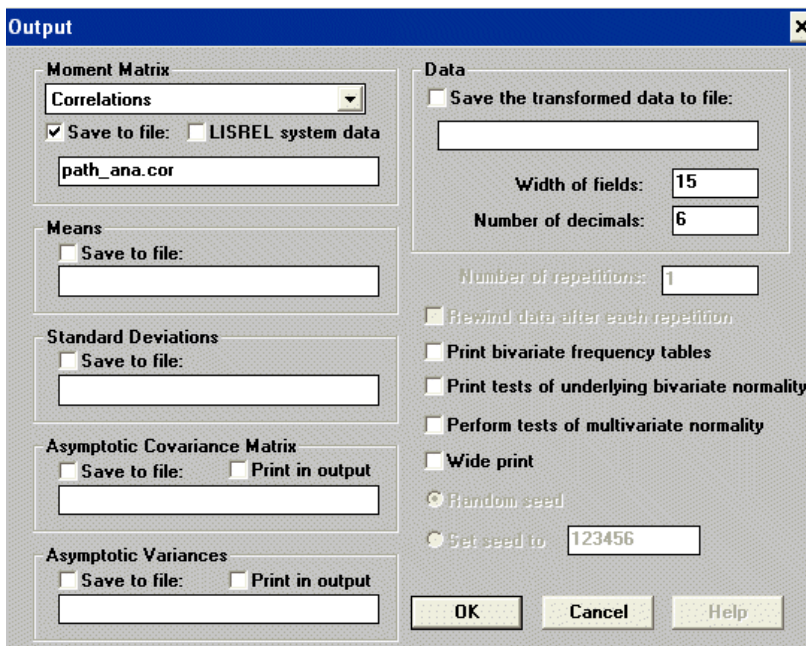 Output
Moment Matrix
Correlations
Save to file: LISREL system data
path_ana.cor
Means
Save to file:
Standard Deviations
Save to file:
Asymptotic Covariance Matrix
Save to file: Print in output
Asymptotic Variances
Save to file: Print in output
Data
Save the transformed data to file:
Width of fields: 15
Number of decimals: 6
Number of repetitions: 1
Rewind data after each repetition
Print bivariate frequency tables
Print tests of underlying bivariate normality
Perform tests of multivariate normality
Wide print
Random seed
Set seed to 123456
OK Cancel Help